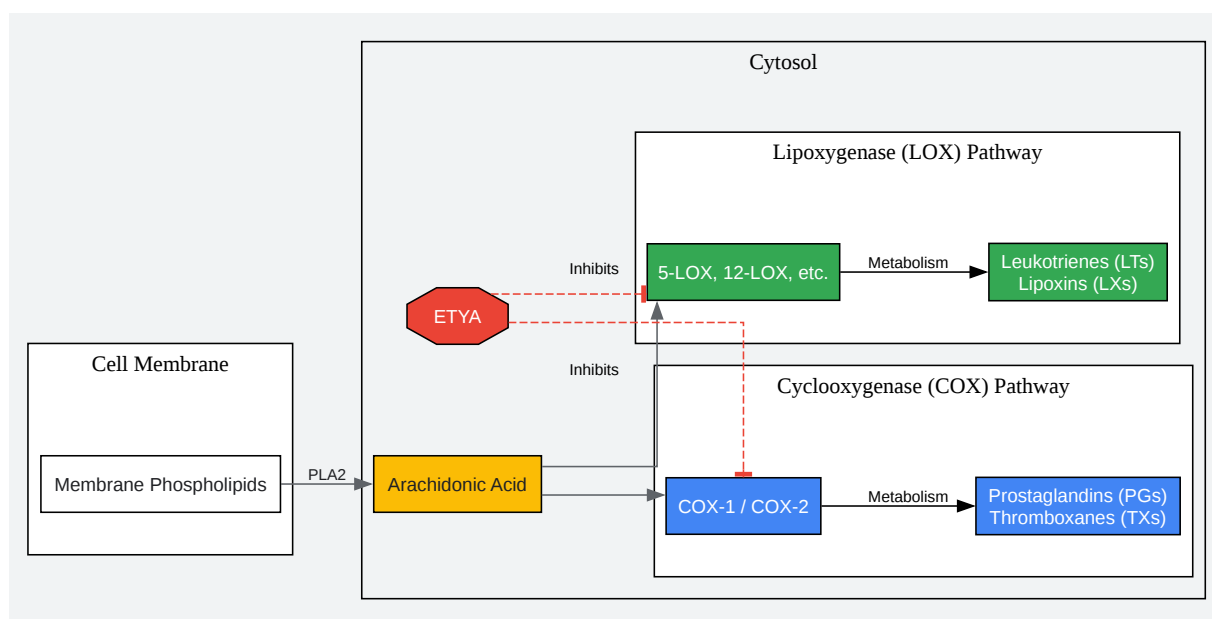 Cytosol
Lipoxygenase (LOX) Pathway
Inhibits
5-LOX, 12-LOX, etc.
Metabolism
Leukotrienes (LTs)
Lipoxins (LXs)
ETYA
Cell Membrane
Inhibits
Cyclooxygenase (COX) Pathway
Membrane Phospholipids
PLA2
Arachidonic Acid
COX-1 / COX-2
Metabolism
Prostaglandins (PGs)
Thromboxanes (TXs)